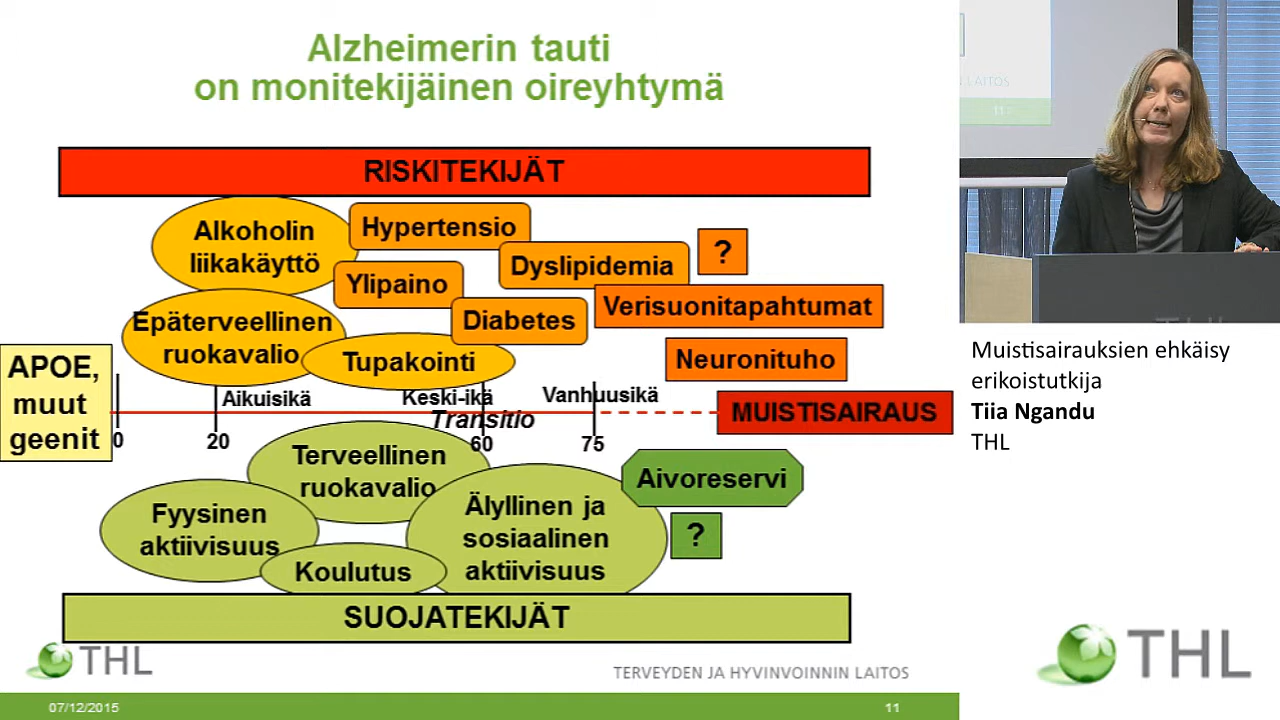 Alzheimerin tauti
on monitekijäinen oireyhtymä
RISKITEKIJÄT
Alkoholin
liikakäyttö
Hypertensio
Dyslipidemia
?
Ylipaino
Verisuonitapahtumat
Epäterveellinen
ruokavalio
Diabetes
Tupakointi
Neuronituho
APOE,
muut
geenit
0
20
Aikuisikä
Keski-ikä
Transitio
60
Vanhuusikä
75
MUISTISAIRAUS
Terveellinen
ruokavalio
Aivoreservi
Fyysinen
aktiivisuus
Älyllinen ja
sosiaalinen
aktiivisuus
?
Koulutus
SUOJATEKIJÄT
THL
TERVEYDEN JA HYVINVOINNIN LAITOS
07/12/2015
11
N LAITOS
11
THL
Muistisairauksien ehkäisy
erikoistutkija
Tiia Ngandu
THL
THL